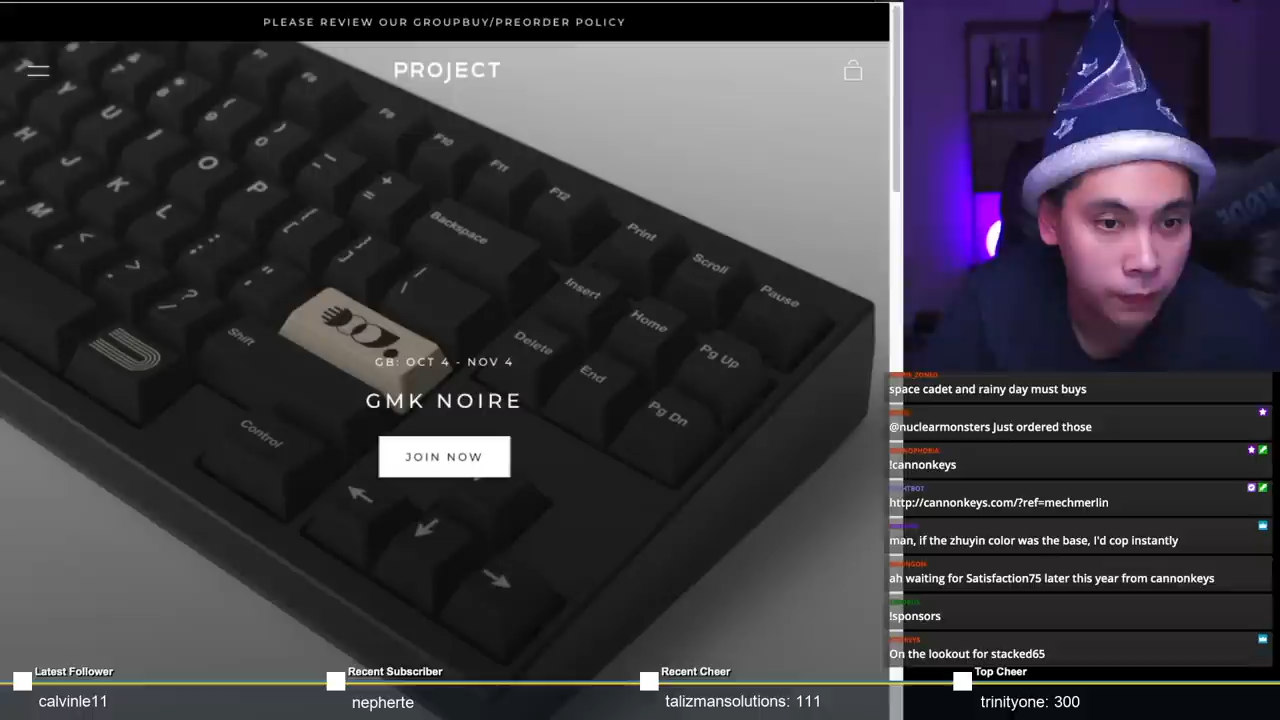 PLEASE REVIEW OUR GROUPBUY/PREORDER POLICY
PROJECT
F9
F10
F11
F12
Print
Scroll
Pause
Y
U
I
O
P
H
J
K
L
M
Backspace
Insert
Home
Pg Up
Delete
End
Pg Dn
Shift
Control
GB: OCT 4 - NOV 4
GMK NOIRE
JOIN NOW
space cadet and rainy day must buys
@nuclearmonsters Just ordered those
!cannonkeys
http://cannonkeys.com/?ref=mechmerlin
man, if the zhuyin color was the base, I'd cop instantly
ah waiting for Satisfaction75 later this year from cannonkeys
!sponsors
On the lookout for stacked65
Latest Follower
calvinle11
Recent Subscriber
nepherte
Recent Cheer
talizmansolutions: 111
Top Cheer
trinityone: 300